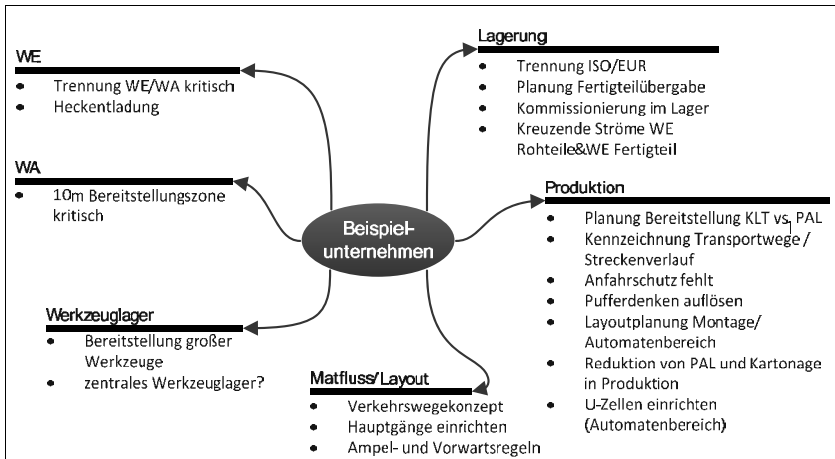 WE
• Trennung WE/WA kritisch
• Heckentladung
WA
• 10m Bereitstellungszone
kritisch
Werkzeuglager
• Bereitstellung großer
Werkzeuge
• zentrales Werkzeuglager?
Beispiel-
unternehmen
Matfluss/Layout
• Verkehrswegekonzept
• Hauptgänge einrichten
• Ampel- und Vorwartsregeln
Lagerung
• Trennung ISO/EUR
• Planung Fertigteilübergabe
• Kommissionierung im Lager
• Kreuzende Ströme WE
Rohteile&WE Fertigteil
Produktion
• Planung Bereitstellung KLT vs. PAL
• Kennzeichnung Transportwege /
Streckenverlauf
• Anfahrschutz fehlt
• Pufferdenken auflösen
• Layoutplanung Montage/
Automatenbereich
• Reduktion von PAL und Kartonage
in Produktion
• U-Zellen einrichten
(Automatenbereich)